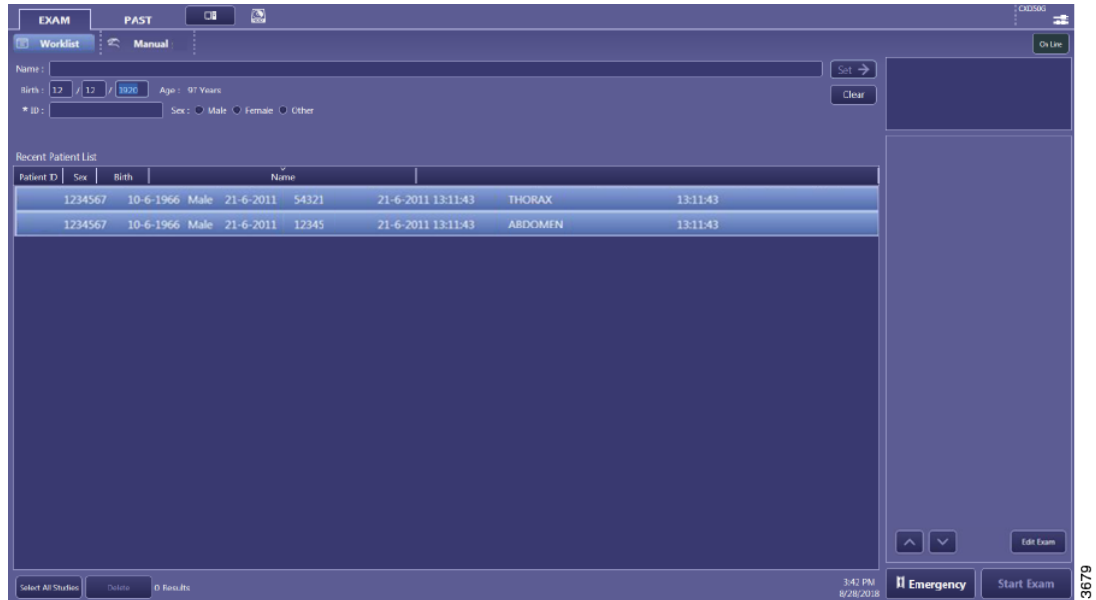 CXDI50G
EXAM PAST
Worklist Manual On Line
Name : Set →
Birth : 12 / 12 / 1920 Age : 97 Years Clear
* ID : Sex : Male Female Other
Recent Patient List
Patient ID Sex Birth Name
1234567 10-6-1966 Male 21-6-2011 54321 21-6-2011 13:11:43 THORAX 13:11:43
1234567 10-6-1966 Male 21-6-2011 12345 21-6-2011 13:11:43 ABDOMEN 13:11:43
Edit Exam
Select All Studies Delete 0 Results 3:42 PM Emergency Start Exam
8/28/2018
3679